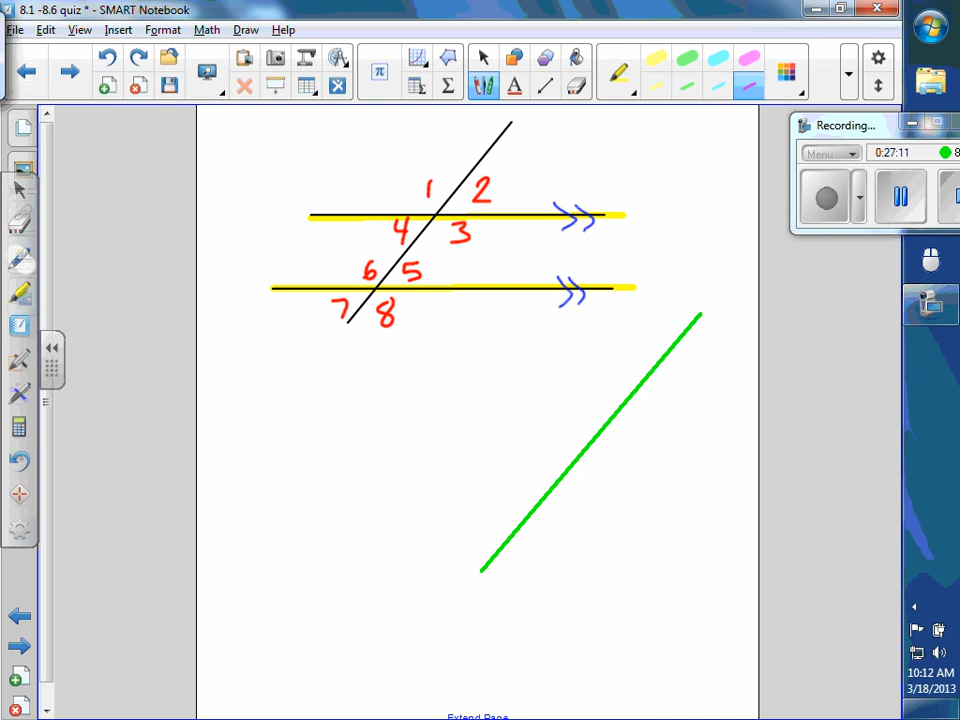 8.1 -8.6 quiz * - SMART Notebook
File Edit View Insert Format Math Draw Help
π
Σ
A
Recording...
Menu
0:27:11
8
1 2
4 3
6 5
7 8
Extend Page
10:12 AM
3/18/2013